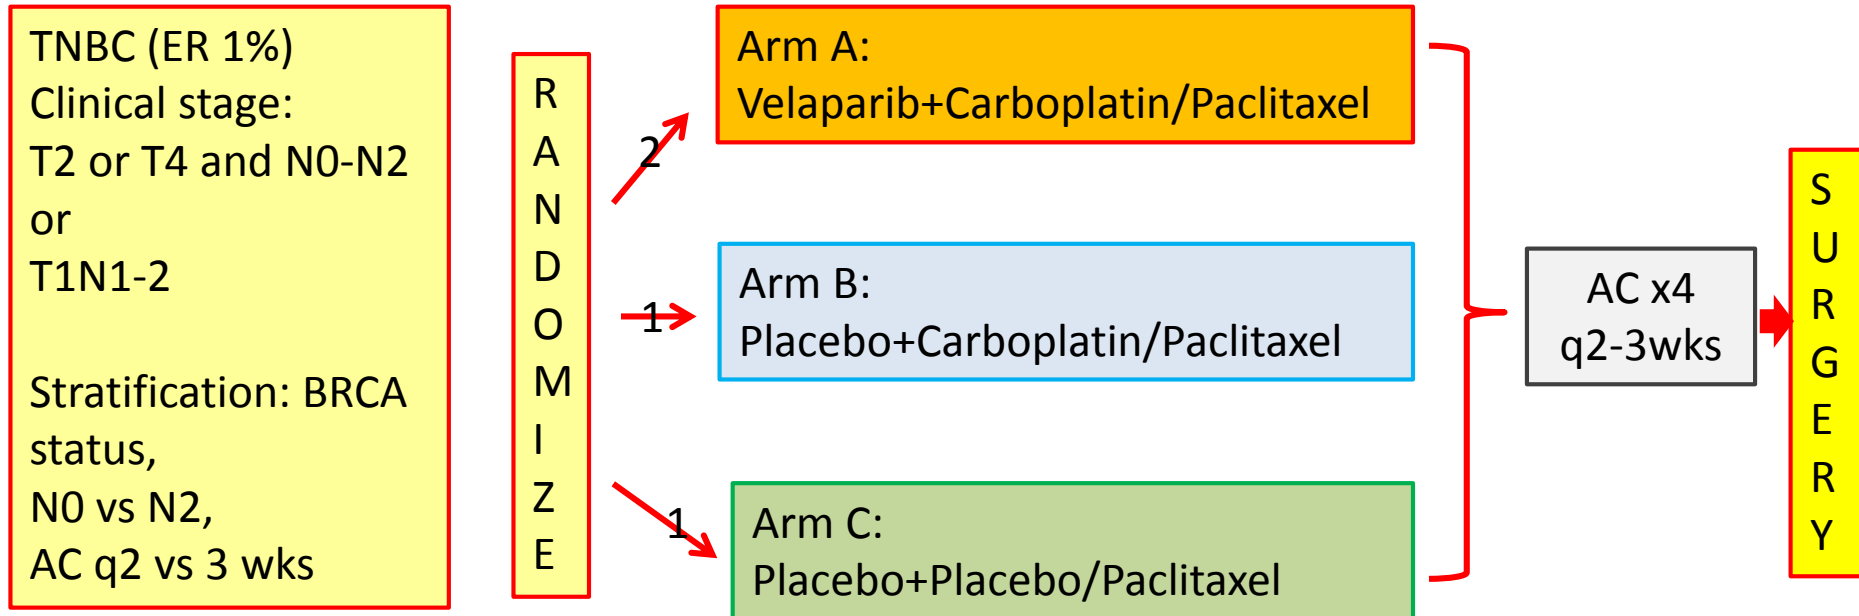 TNBC (ER 1%)
Clinical stage:
T2 or T4 and N0-N2
or
T1N1-2
Stratification: BRCA
status,
N0 vs N2,
AC q2 vs 3 wks
R
A
N
D
O
M
I
Z
E
2
1
1
Arm A:
Velaparib+Carboplatin/Paclitaxel
Arm B:
Placebo+Carboplatin/Paclitaxel
Arm C:
Placebo+Placebo/Paclitaxel
AC x4
q2-3wks
S
U
R
G
E
R
Y